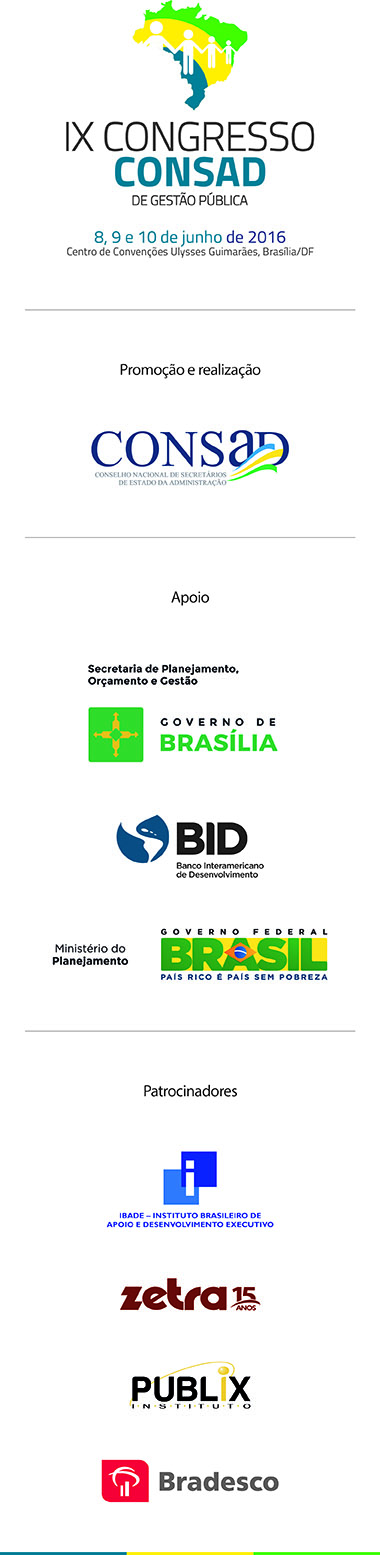 IX CONGRESSO
CONSAD
DE GESTÃO PÚBLICA
8, 9 e 10 de junho de 2016
Centro de Convenções Ulysses Guimarães, Brasília/DF
Promoção e realização
CONSAD
CONSELHO NACIONAL DE SECRETÁRIOS
DE ESTADO DA ADMINISTRAÇÃO
Apoio
Secretaria de Planejamento,
Orçamento e Gestão
GOVERNO DE
BRASÍLIA
BID
Banco Interamericano
de Desenvolvimento
Ministério do
Planejamento
GOVERNO FEDERAL
BRASIL
PAÍS RICO É PAÍS SEM POBREZA
Patrocinadores
i
IBADE – INSTITUTO BRASILEIRO DE
APOIO E DESENVOLVIMENTO EXECUTIVO
zetra 15
ANOS
PUBLiX
INSTITUTO
Bradesco